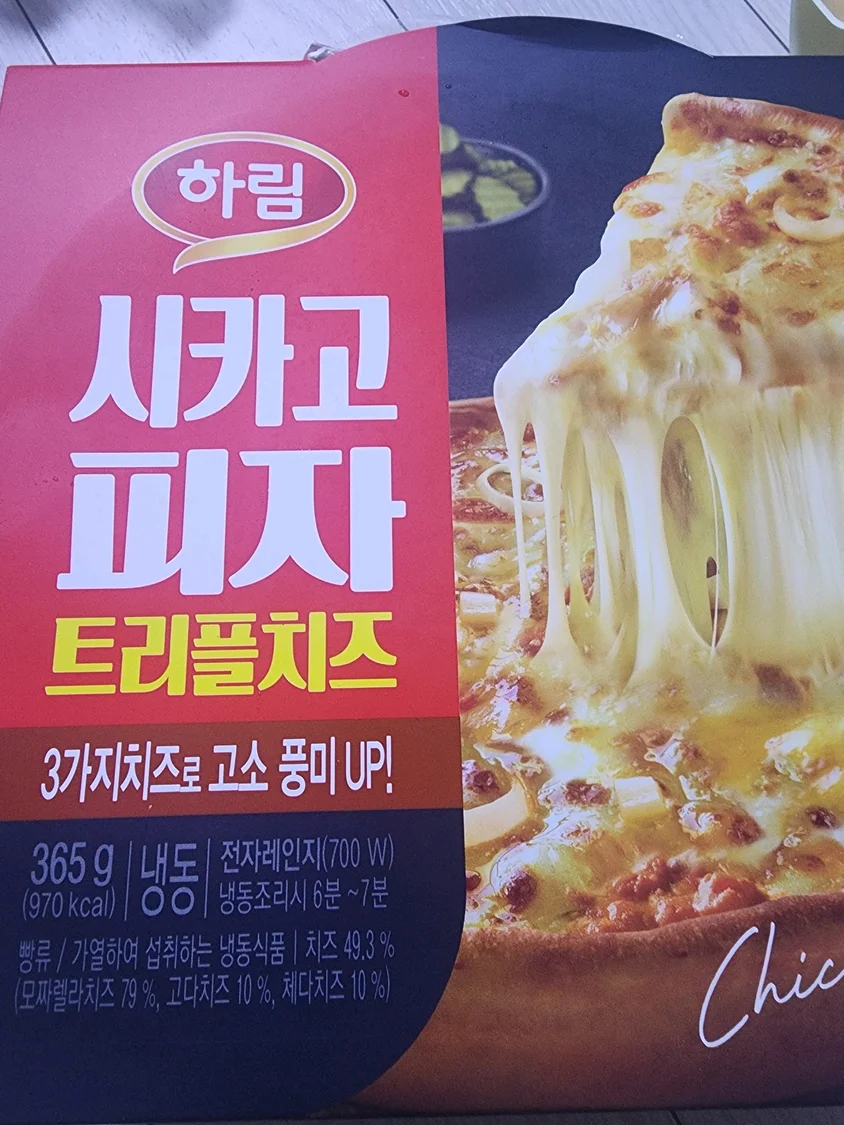 하림
시카고
피자
트리플치즈
3가지치즈로 고소 풍미 UP!
365 g
(970 kcal)
냉동
전자레인지(700 W)
냉동조리시 6분 ~7분
빵류 / 가열하여 섭취하는 냉동식품 | 치즈 49.3 %
(모짜렐라치즈 79 %, 고다치즈 10 %, 체다치즈 10 %)
Chic